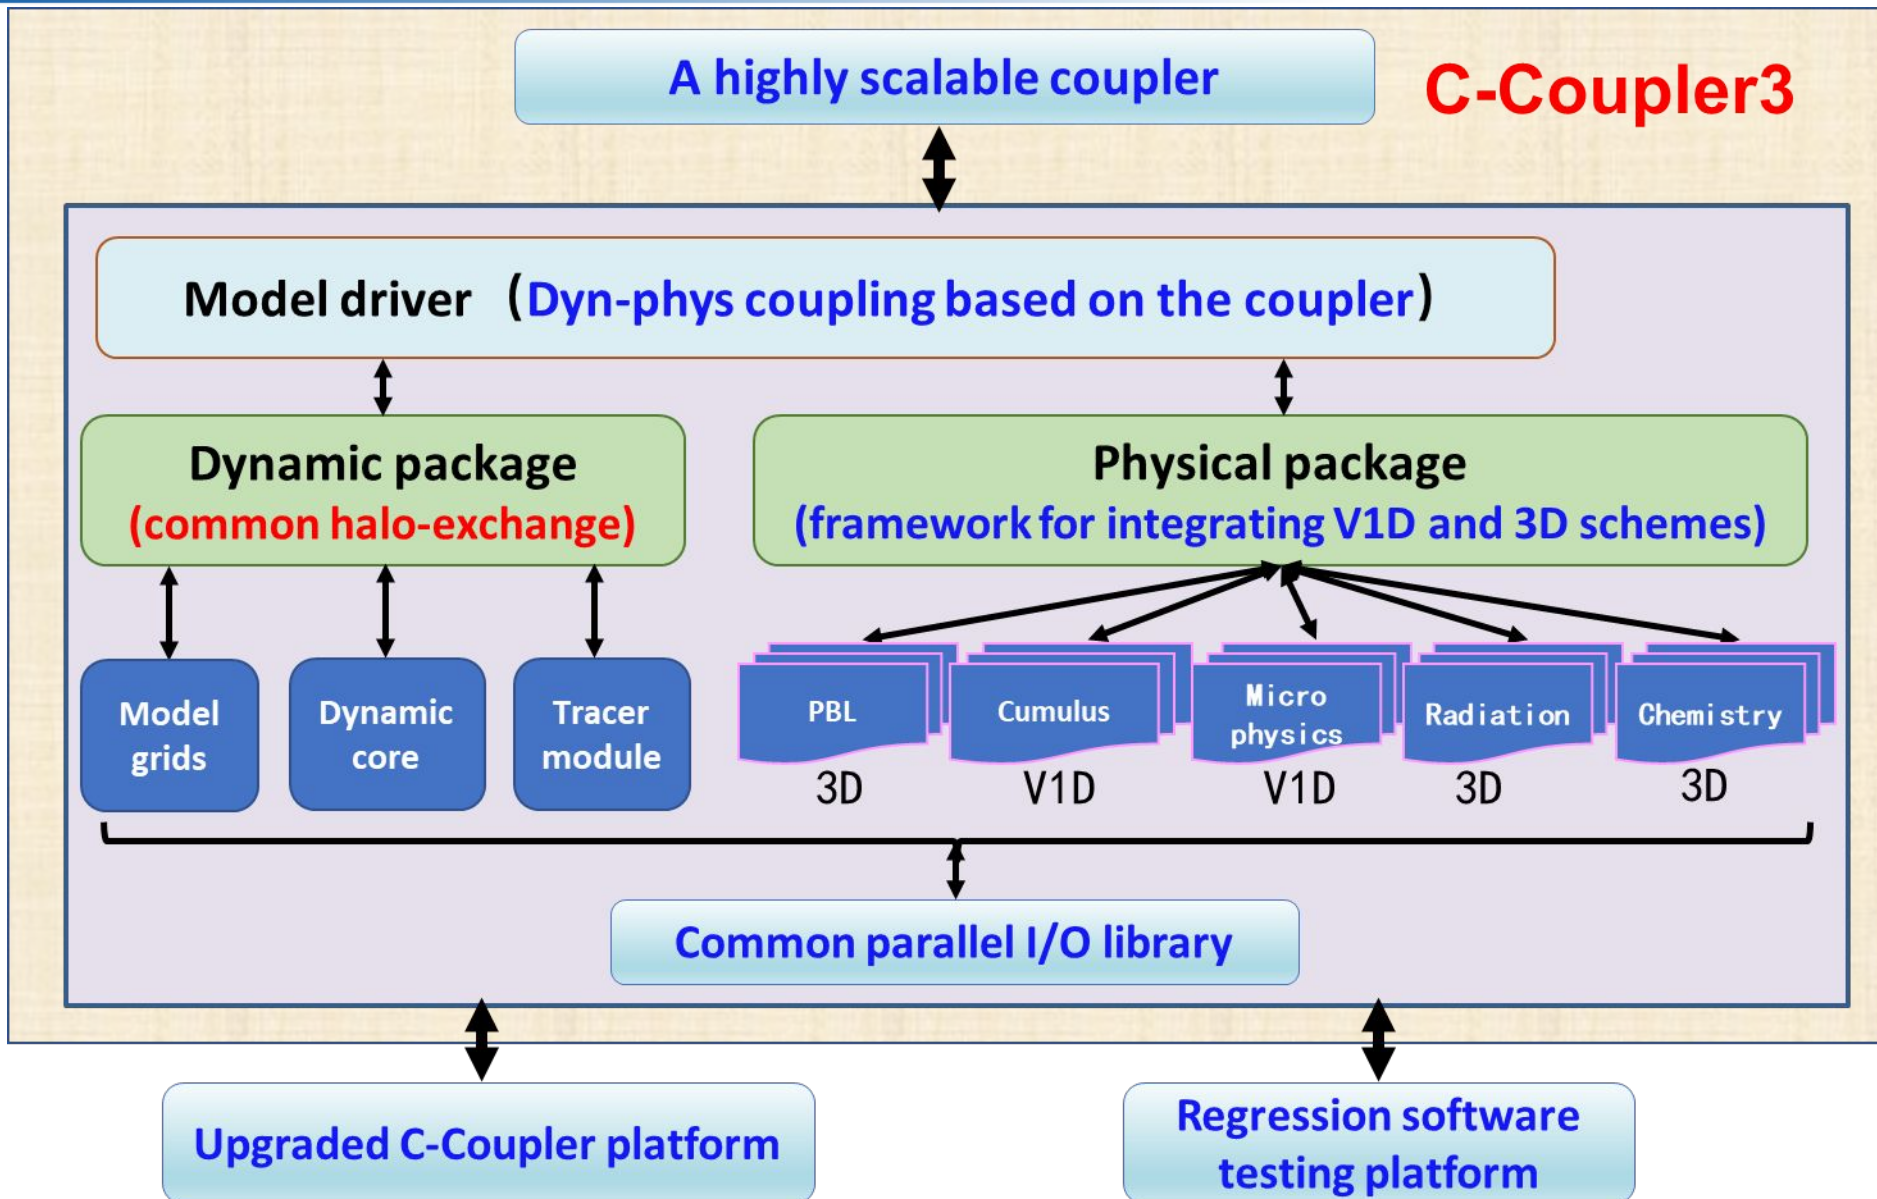 A highly scalable coupler
C-Coupler3
Model driver (Dyn-phys coupling based on the coupler)
Dynamic package
(common halo-exchange)
Physical package
(framework for integrating V1D and 3D schemes)
Model
grids
Dynamic
core
Tracer
module
PBL
Cumulus
Micro
physics
Radiation
Chemistry
3D
V1D
V1D
3D
3D
Common parallel I/O library
Upgraded C-Coupler platform
Regression software
testing platform